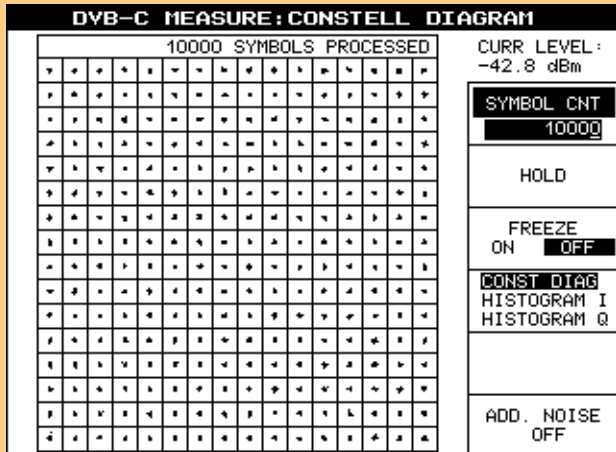 DVB-C MEASURE:CONSTELL DIAGRAM
10000 SYMBOLS PROCESSED
CURR LEVEL:
-42.8 dBm
SYMBOL CNT
10000
HOLD
FREEZE
ON OFF
CONST DIAG
HISTOGRAM I
HISTOGRAM Q
ADD. NOISE
OFF